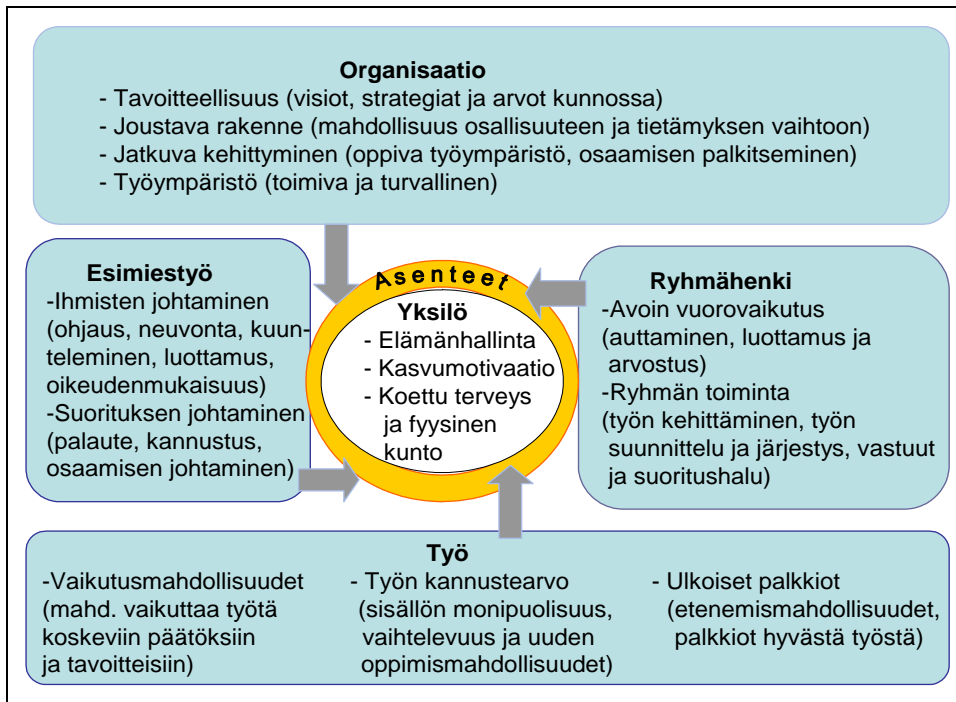 Organisaatio
- Tavoitteellisuus (visiot, strategiat ja arvot kunnossa)
- Joustava rakenne (mahdollisuus osallisuuteen ja tietämyksen vaihtoon)
- Jatkuva kehittyminen (oppiva työympäristö, osaamisen palkitseminen)
- Työympäristö (toimiva ja turvallinen)
Esimiestyö
-Ihmisten johtaminen
(ohjaus, neuvonta, kuun-
teleminen, luottamus,
oikeudenmukaisuus)
-Suorituksen johtaminen
(palaute, kannustus,
osaamisen johtaminen)
Asenteet
Yksilö
- Elämänhallinta
- Kasvumotivaatio
- Koettu terveys
ja fyysinen
kunto
Ryhmähenki
-Avoin vuorovaikutus
(auttaminen, luottamus ja
arvostus)
-Ryhmän toiminta
(työn kehittäminen, työn
suunnittelu ja järjestys, vastuut
ja suoritushalu)
Työ
-Vaikutusmahdollisuudet
(mahd. vaikuttaa työtä
koskeviin päätöksiin
ja tavoitteisiin)
- Työn kannustearvo
(sisällön monipuolisuus,
vaihtelevuus ja uuden
oppimismahdollisuudet)
- Ulkoiset palkkiot
(etenemismahdollisuudet,
palkkiot hyvästä työstä)